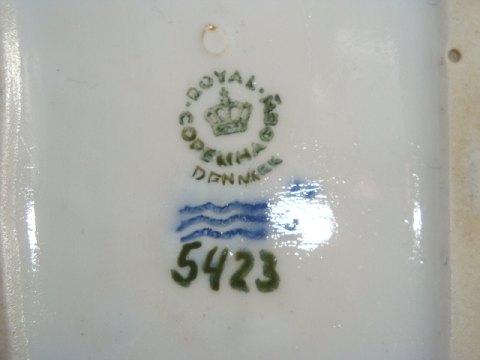 ROYAL
COPENHAGEN
DENMARK
5423